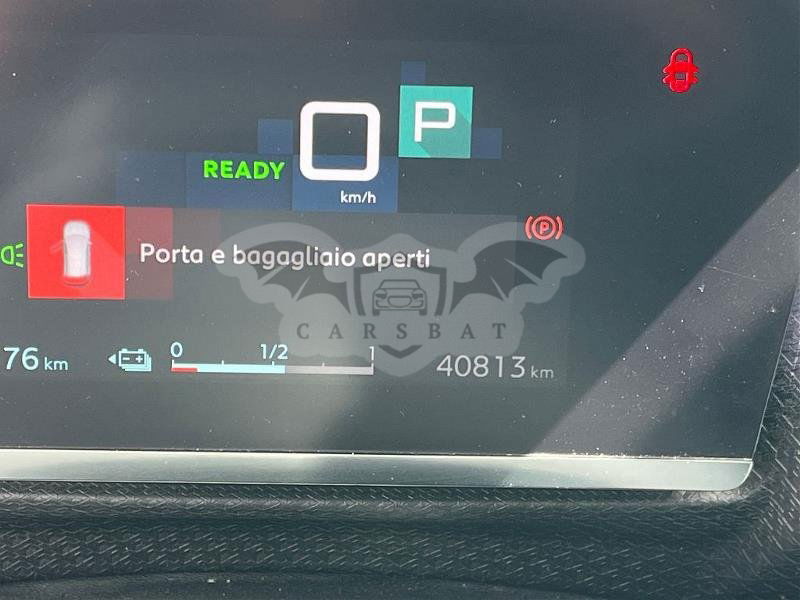 P
0
READY
km/h
(P)
Porta e bagagliaio aperti
CARSBAT
0 1/2 1
76 km
40813 km